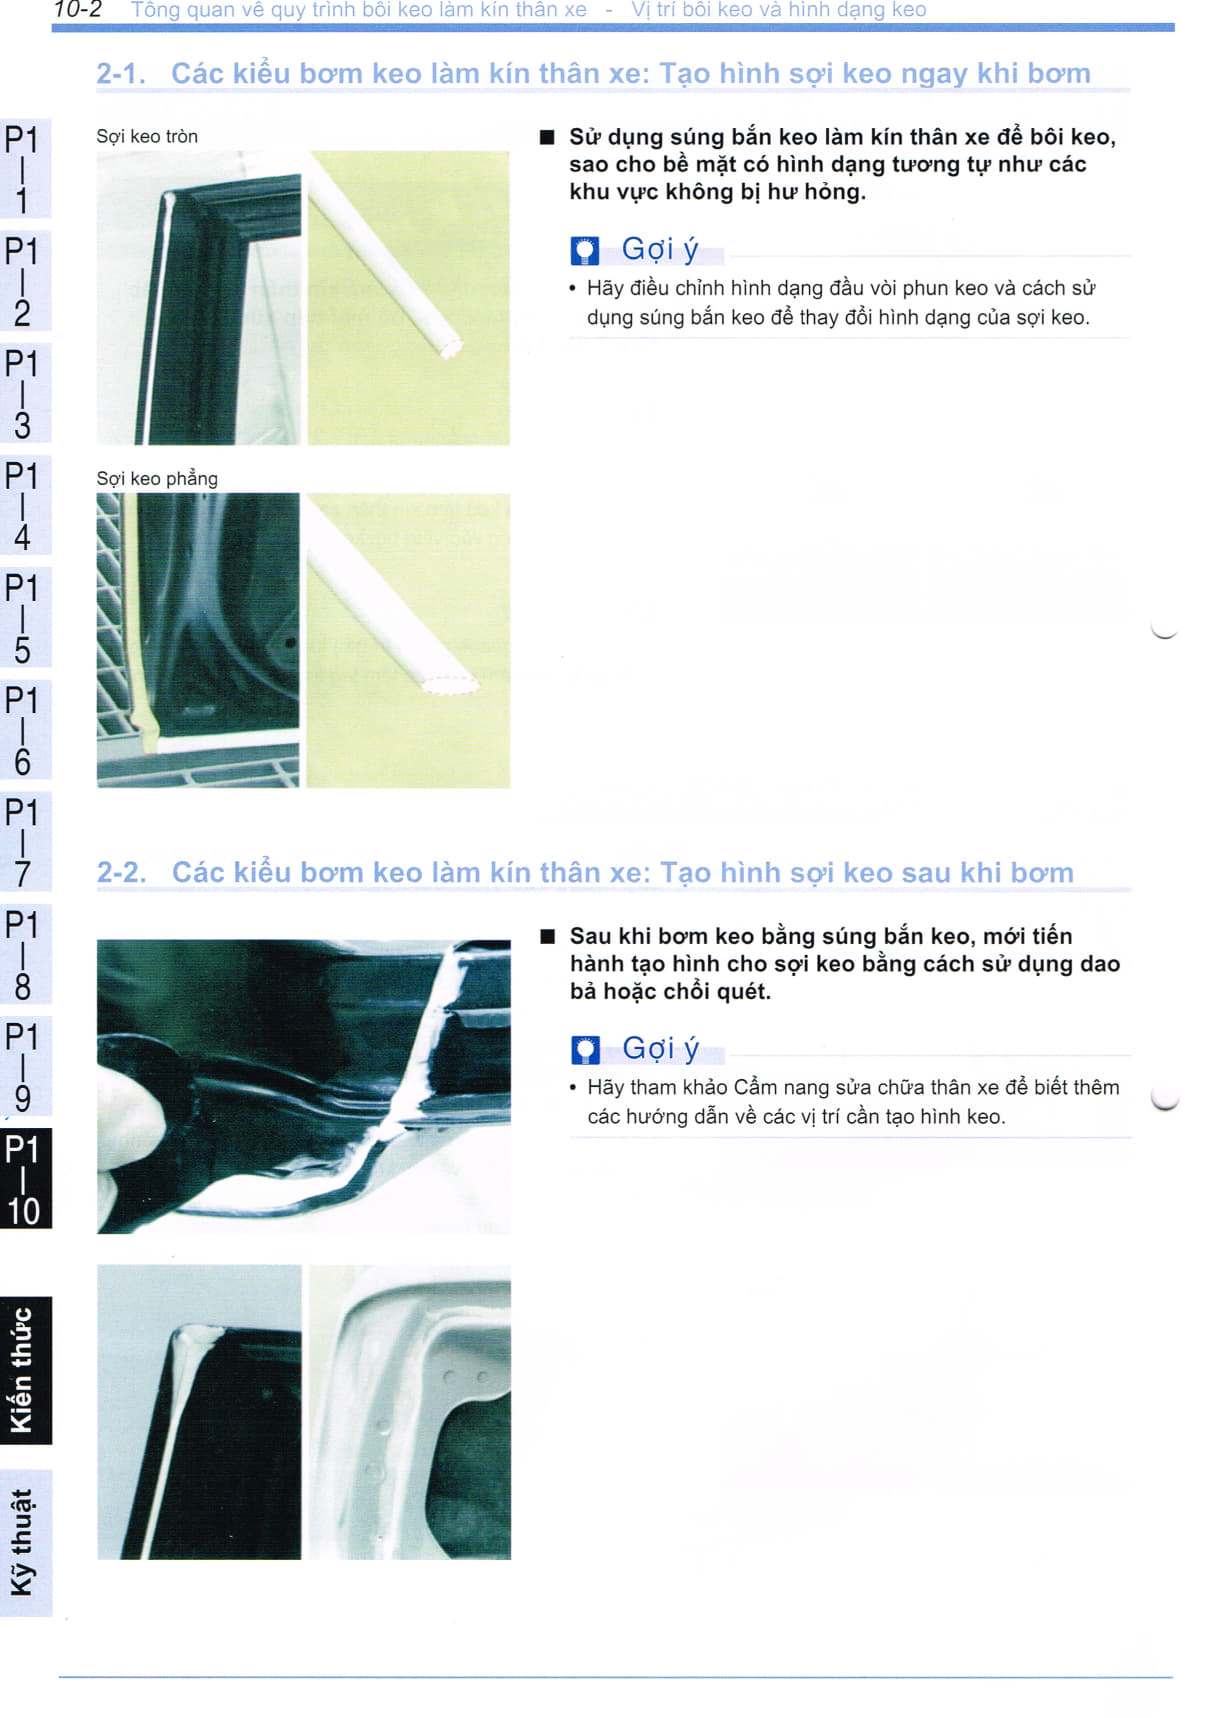 10-2 Tổng quan về quy trình bôi keo làm kín thân xe - Vị trí bôi keo và hình dạng keo
2-1. Các kiểu bơm keo làm kín thân xe: Tạo hình sợi keo ngay khi bơm
Sợi keo tròn
■ Sử dụng súng bắn keo làm kín thân xe để bôi keo,
sao cho bề mặt có hình dạng tương tự như các
khu vực không bị hư hỏng.
Gợi ý
• Hãy điều chỉnh hình dạng đầu vòi phun keo và cách sử
dụng súng bắn keo để thay đổi hình dạng của sợi keo.
Sợi keo phẳng
2-2. Các kiểu bơm keo làm kín thân xe: Tạo hình sợi keo sau khi bơm
■ Sau khi bơm keo bằng súng bắn keo, mới tiến
hành tạo hình cho sợi keo bằng cách sử dụng dao
bả hoặc chổi quét.
Gợi ý
• Hãy tham khảo Cẩm nang sửa chữa thân xe để biết thêm
các hướng dẫn về các vị trí cần tạo hình keo.
P1
1
P1
2
P1
3
P1
4
P1
5
P1
6
P1
7
P1
8
P1
9
P1
10
Kiến thức
Kỹ thuật